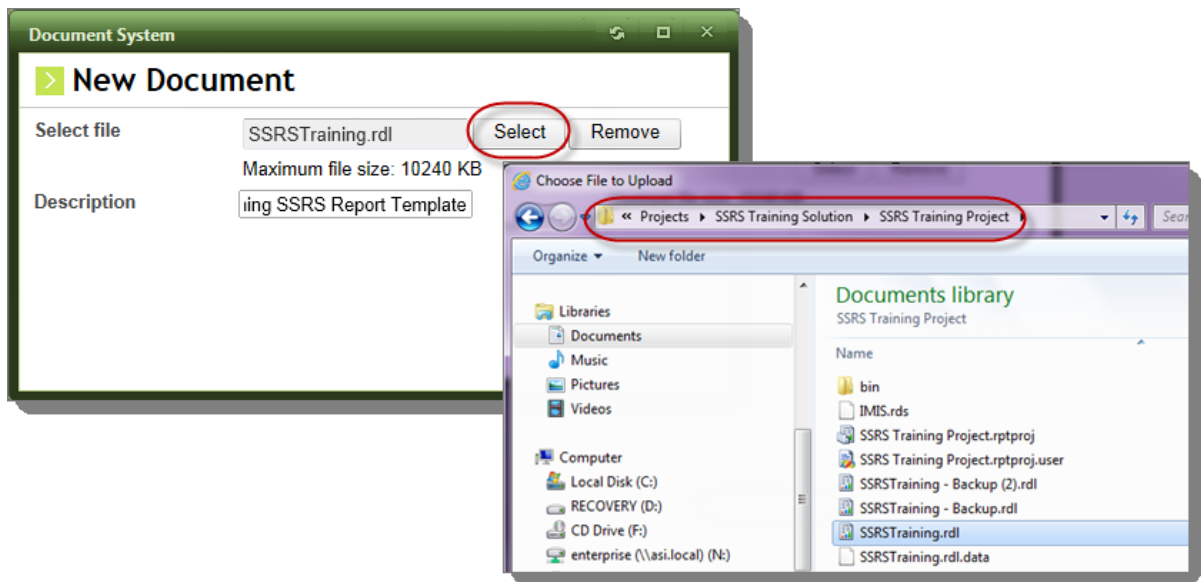 Document System
New Document
Select file
SSRSTraining.rdl
Select
Remove
Maximum file size: 10240 KB
Description
ing SSRS Report Template
Choose File to Upload
« Projects SSRS Training Solution SSRS Training Project
Organize
New folder
Libraries
Documents
Music
Pictures
Videos
Computer
Local Disk (C:)
RECOVERY (D:)
CD Drive (F:)
enterprise (\\asi.local) (N:)
Documents library
SSRS Training Project
Name
bin
IMIS.rds
SSRS Training Project.rptproj
SSRS Training Project.rptproj.user
SSRSTraining - Backup (2).rdl
SSRSTraining - Backup.rdl
SSRSTraining.rdl
SSRSTraining.rdl.data